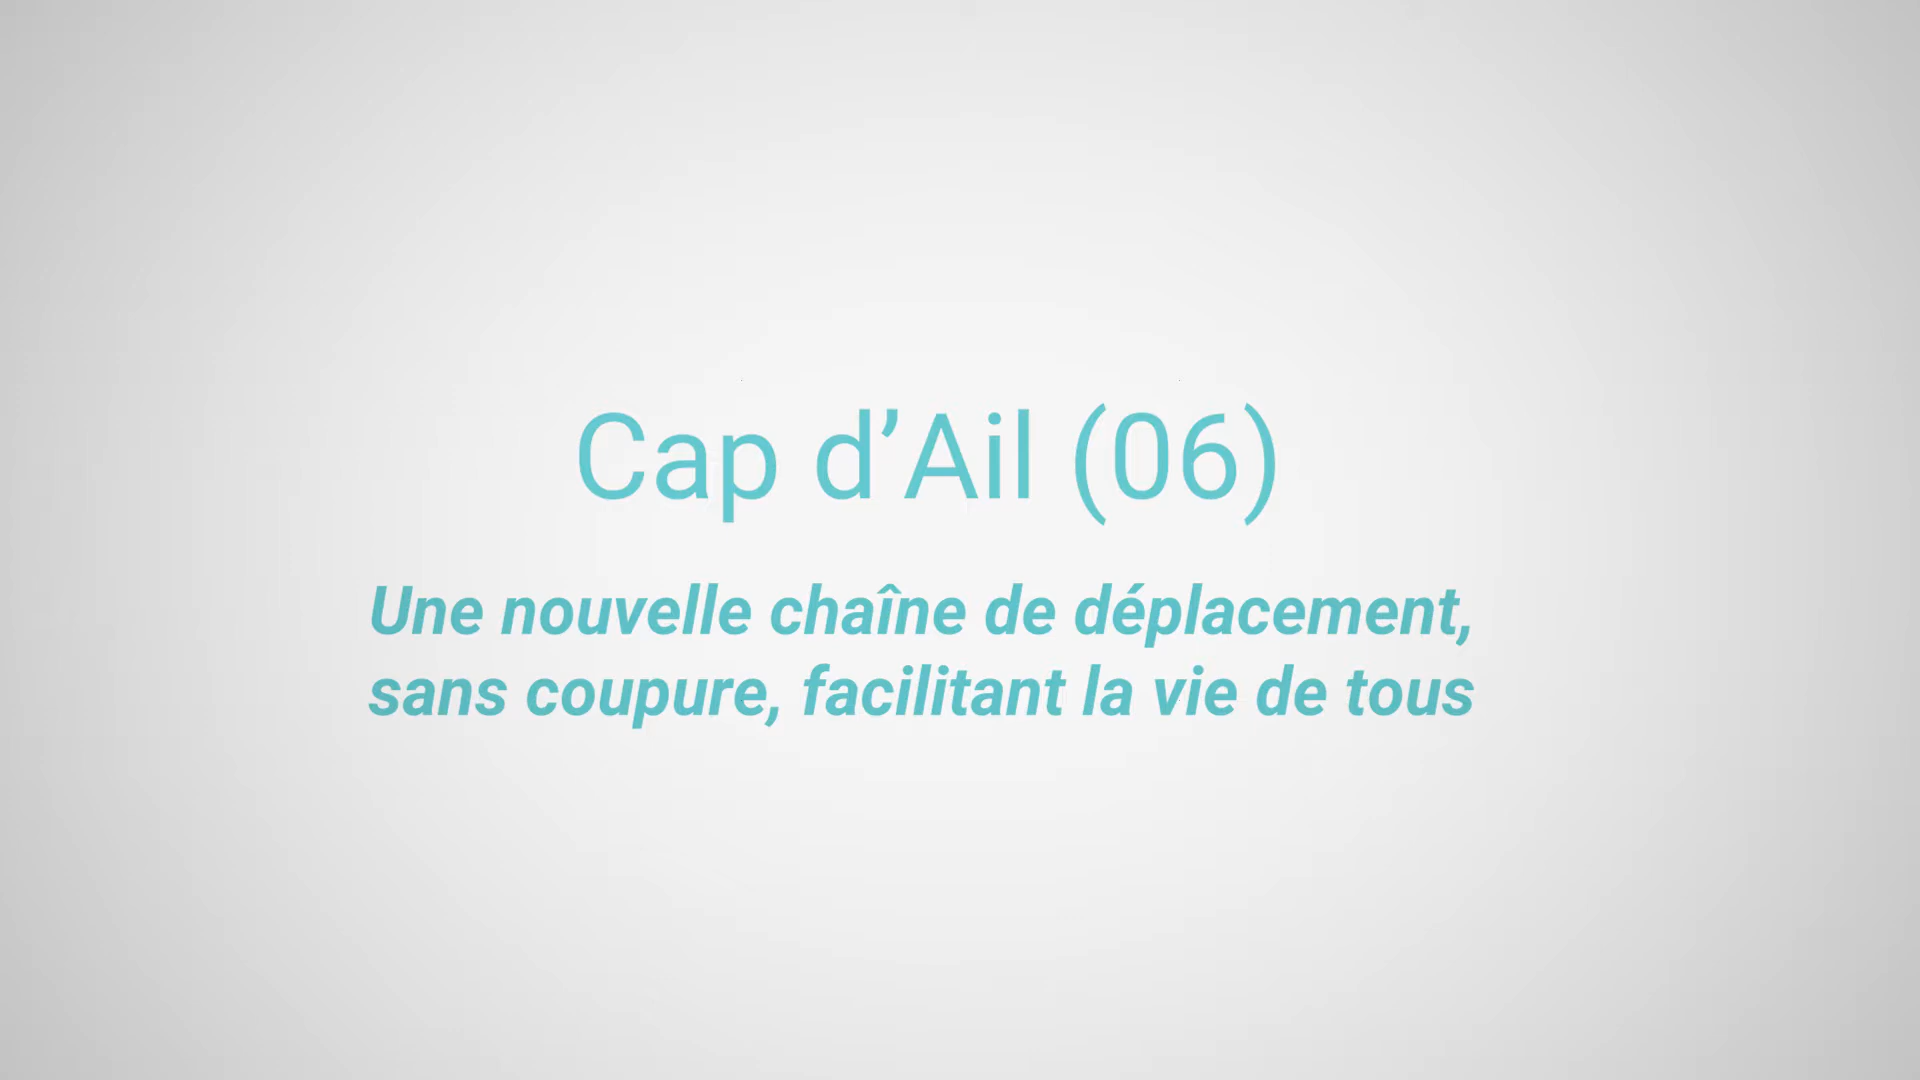 Cap d’Ail (06)
Une nouvelle chaîne de déplacement,
sans coupure, facilitant la vie de tous